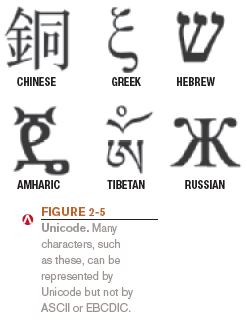 銅 ξ שׁ
CHINESE GREEK HEBREW
ጃ ༀ Ж
AMHARIC TIBETAN RUSSIAN
FIGURE 2-5
Unicode. Many
characters, such
as these, can be
represented by
Unicode but not by
ASCII or EBCDIC.